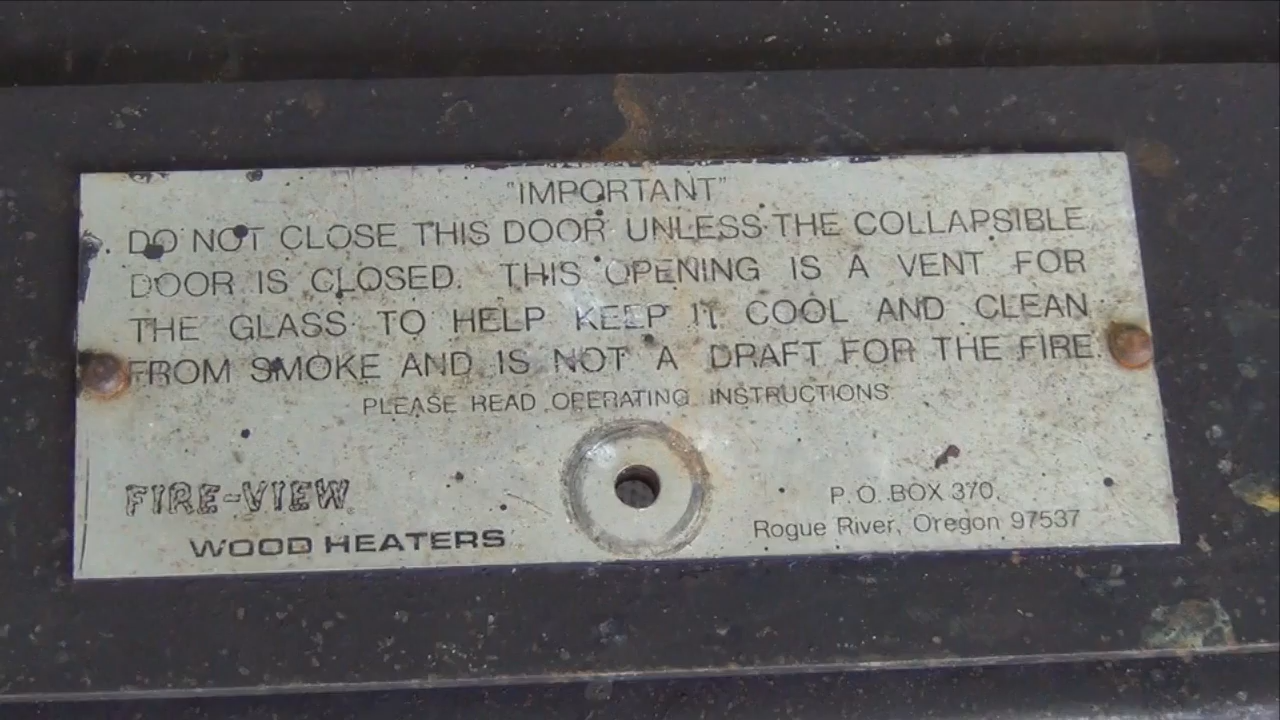 "IMPORTANT"
DO NOT CLOSE THIS DOOR UNLESS THE COLLAPSIBLE
DOOR IS CLOSED. THIS OPENING IS A VENT FOR
THE GLASS TO HELP KEEP IT COOL AND CLEAN
FROM SMOKE AND IS NOT A DRAFT FOR THE FIRE.
PLEASE READ OPERATING INSTRUCTIONS
FIRE-VIEW
WOOD HEATERS
P.O. BOX 370,
Rogue River, Oregon 97537